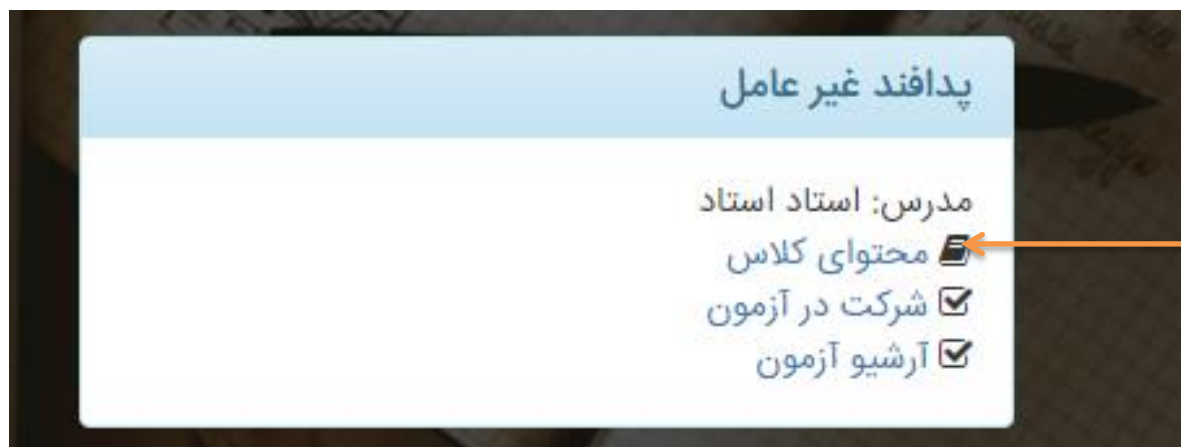 پدافند غیر عامل
مدرس: استاد استاد
محتوای کلاس
شرکت در آزمون
آرشیو آزمون